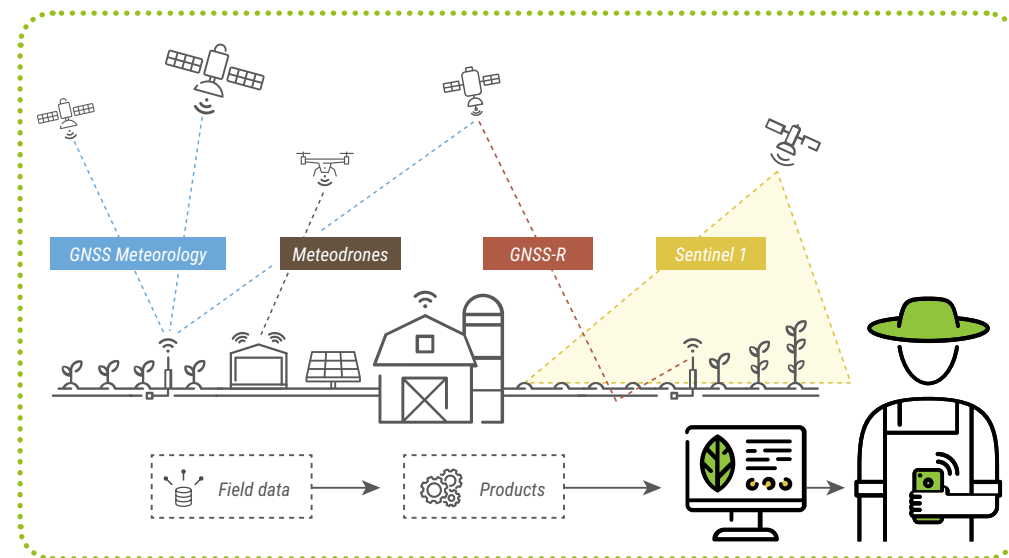 GNSS Meteorology
Meteodrones
GNSS-R
Sentinel 1
Field data
Products